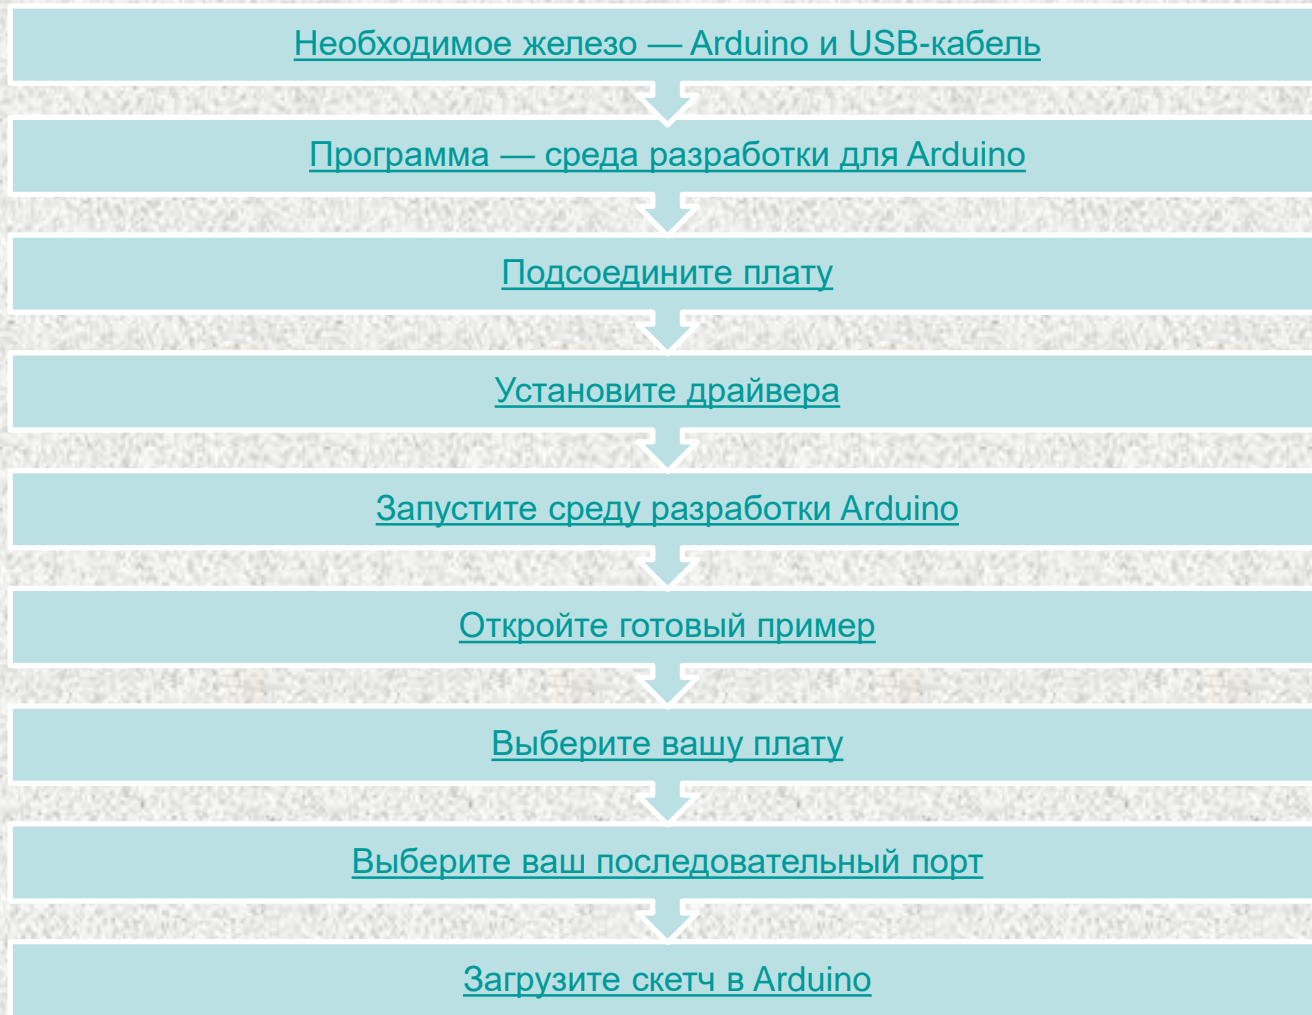 Необходимое железо — Arduino и USB-кабель
Программа — среда разработки для Arduino
Подсоедините плату
Установите драйвера
Запустите среду разработки Arduino
Откройте готовый пример
Выберите вашу плату
Выберите ваш последовательный порт
Загрузите скетч в Arduino